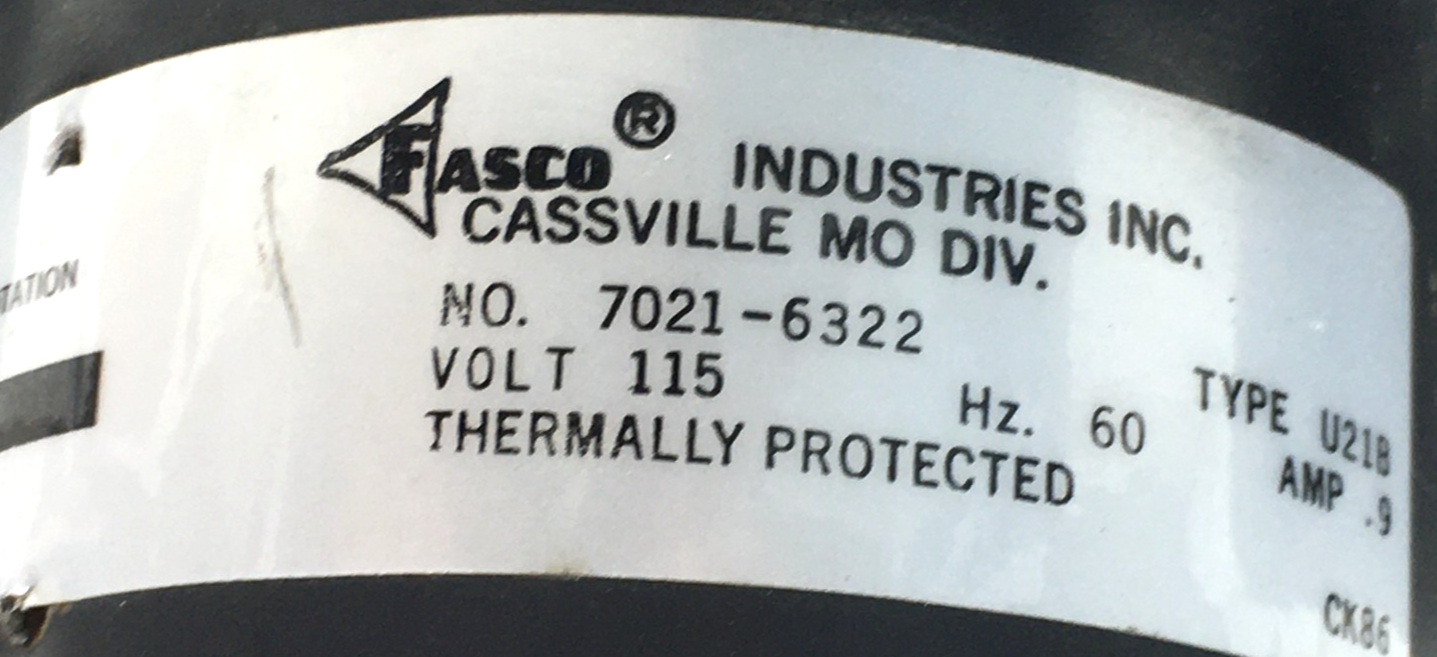 FASCO® INDUSTRIES INC.
CASSVILLE MO DIV.
NO. 7021-6322 TYPE U21B
VOLT 115 Hz. 60 AMP .9
THERMALLY PROTECTED
CK86
TATION